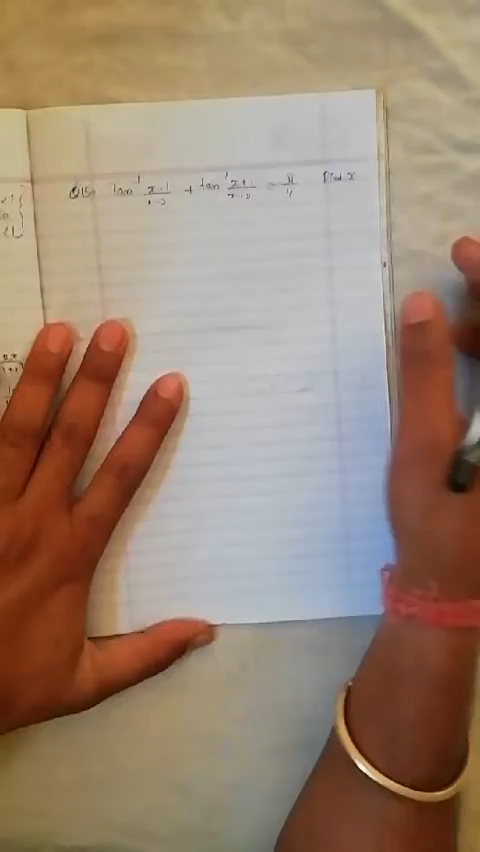 Q15. tan⁻¹ x-1/x-2 + tan⁻¹ x+1/x+2 = π/4 find x